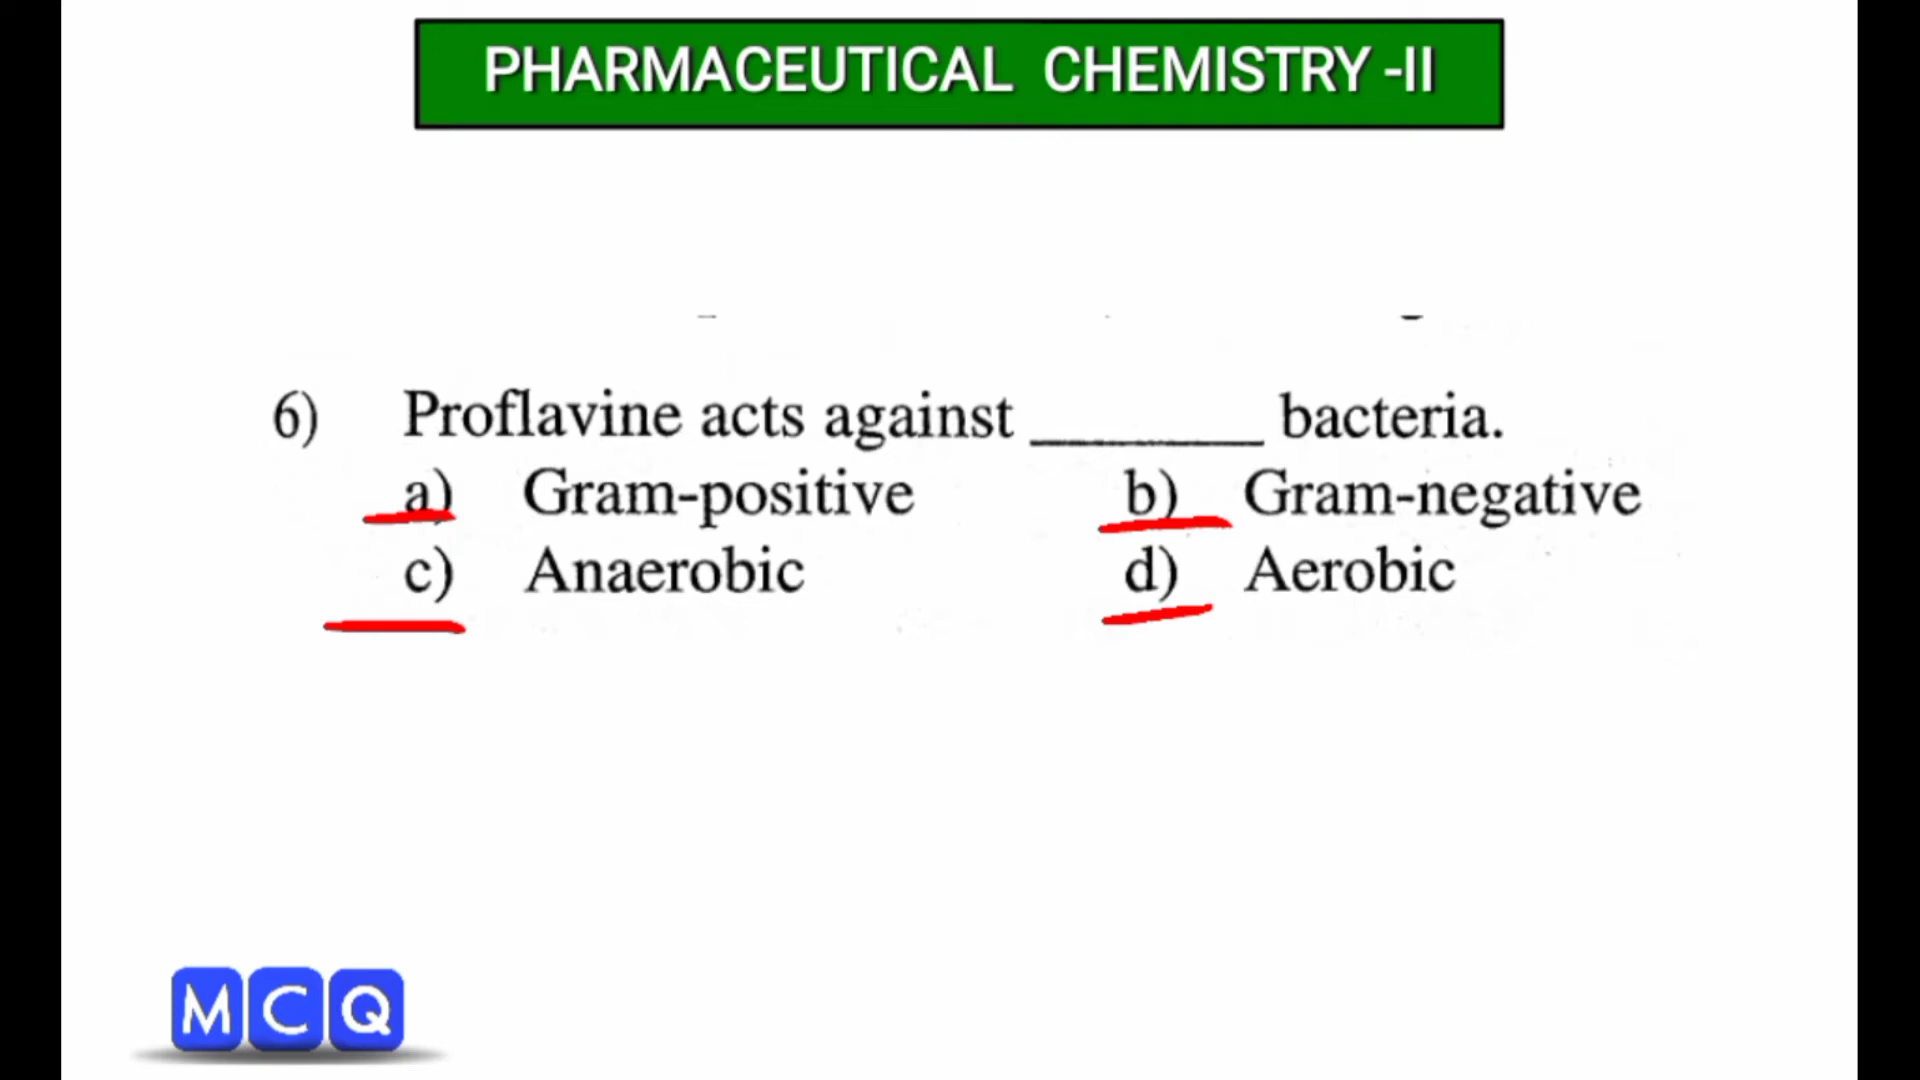 PHARMACEUTICAL CHEMISTRY -II
6) Proflavine acts against ________ bacteria.
a) Gram-positive b) Gram-negative
c) Anaerobic d) Aerobic
MCQ